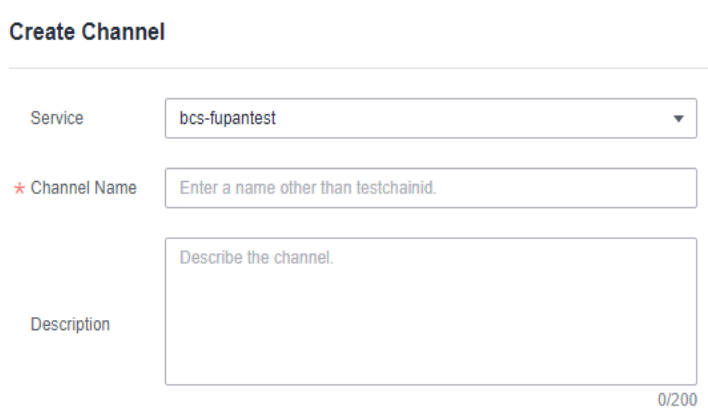 Create Channel
Service
bcs-fupantest
* Channel Name
Enter a name other than testchainid.
Describe the channel.
Description
0/200